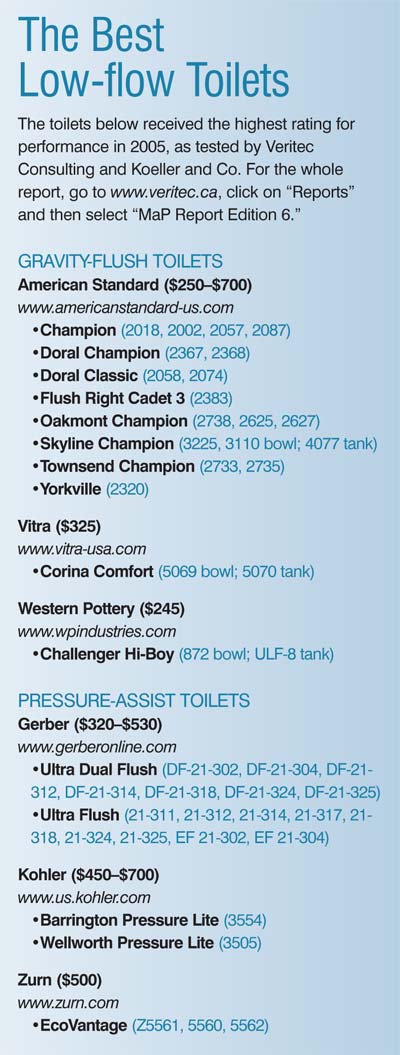 The Best
Low-flow Toilets
The toilets below received the highest rating for
performance in 2005, as tested by Veritec
Consulting and Koeller and Co. For the whole
report, go to www.veritec.ca, click on “Reports”
and then select “MaP Report Edition 6.”
GRAVITY-FLUSH TOILETS
American Standard ($250–$700)
www.americanstandard-us.com
•Champion (2018, 2002, 2057, 2087)
•Doral Champion (2367, 2368)
•Doral Classic (2058, 2074)
•Flush Right Cadet 3 (2383)
•Oakmont Champion (2738, 2625, 2627)
•Skyline Champion (3225, 3110 bowl; 4077 tank)
•Townsend Champion (2733, 2735)
•Yorkville (2320)
Vitra ($325)
www.vitra-usa.com
•Corina Comfort (5069 bowl; 5070 tank)
Western Pottery ($245)
www.wpindustries.com
•Challenger Hi-Boy (872 bowl; ULF-8 tank)
PRESSURE-ASSIST TOILETS
Gerber ($320–$530)
www.gerberonline.com
•Ultra Dual Flush (DF-21-302, DF-21-304, DF-21-
312, DF-21-314, DF-21-318, DF-21-324, DF-21-325)
•Ultra Flush (21-311, 21-312, 21-314, 21-317, 21-
318, 21-324, 21-325, EF 21-302, EF 21-304)
Kohler ($450–$700)
www.us.kohler.com
•Barrington Pressure Lite (3554)
•Wellworth Pressure Lite (3505)
Zurn ($500)
www.zurn.com
•EcoVantage (Z5561, 5560, 5562)